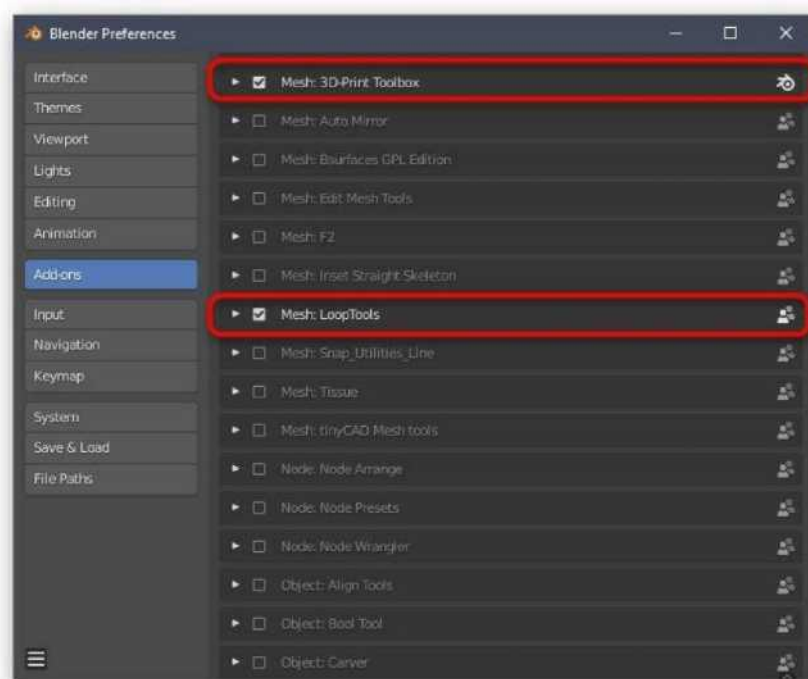 Blender Preferences
Interface
Themes
Viewport
Lights
Editing
Animation
Add-ons
Input
Navigation
Keymap
System
Save & Load
File Paths
Mesh: 3D-Print Toolbox
Mesh: Auto Mirror
Mesh: Bsurfaces GPL Edition
Mesh: Edit Mesh Tools
Mesh: F2
Mesh: Inset Straight Skeleton
Mesh: LoopTools
Mesh: Snap_Utilities_Line
Mesh: Tissue
Mesh: tinyCAD Mesh tools
Node: Node Arrange
Node: Node Presets
Node: Node Wrangler
Object: Align Tools
Object: Bool Tool
Object: Carver